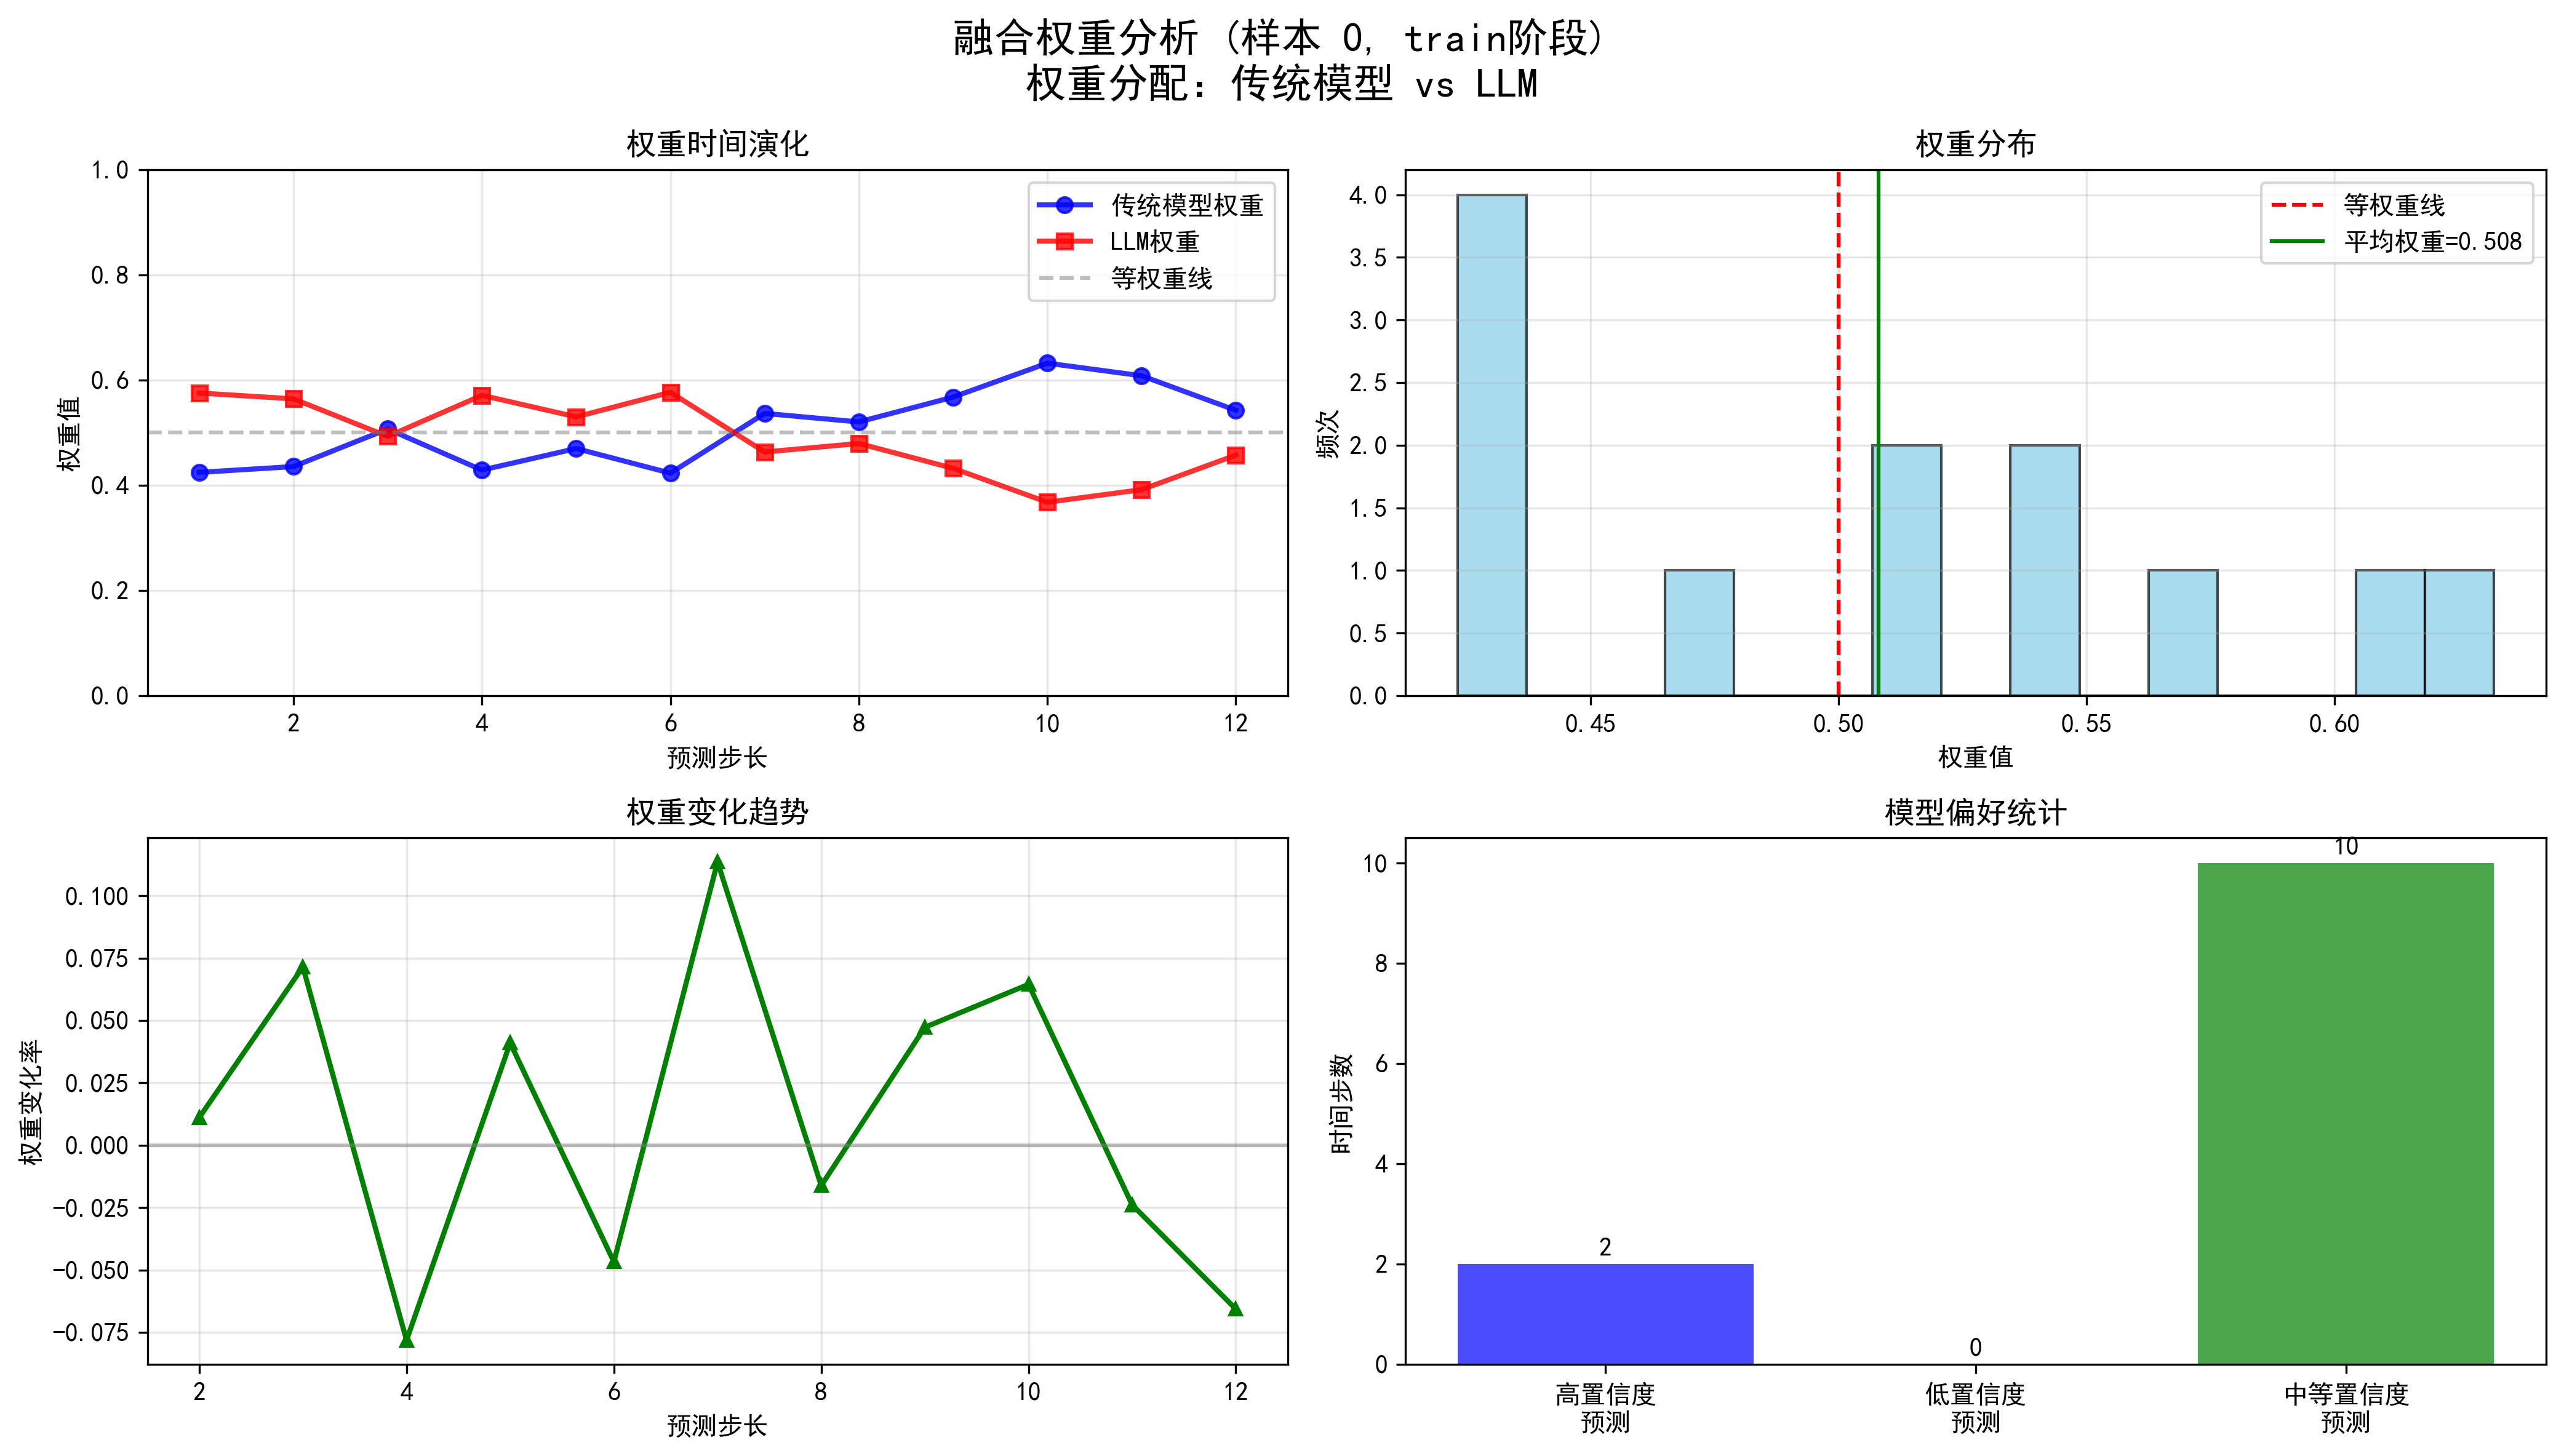 融合权重分析 (样本 0, train阶段)
权重分配: 传统模型 vs LLM
权重时间演化
1.0
0.8
0.6
0.4
0.2
0.0
权重值
2
4
6
8
10
12
预测步长
传统模型权重
LLM权重
等权重线
权重分布
4.0
3.5
3.0
2.5
2.0
1.5
1.0
0.5
0.0
频次
0.45
0.50
0.55
0.60
权重值
等权重线
平均权重=0.508
权重变化趋势
0.100
0.075
0.050
0.025
0.000
−0.025
−0.050
−0.075
权重变化率
2
4
6
8
10
12
预测步长
模型偏好统计
10
8
6
4
2
0
时间步数
2
0
10
高置信度
预测
低置信度
预测
中等置信度
预测